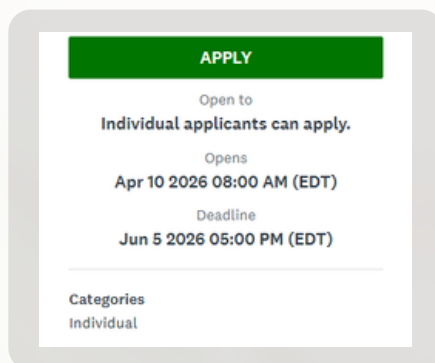 APPLY
Open to
Individual applicants can apply.
Opens
Apr 10 2026 08:00 AM (EDT)
Deadline
Jun 5 2026 05:00 PM (EDT)
Categories
Individual